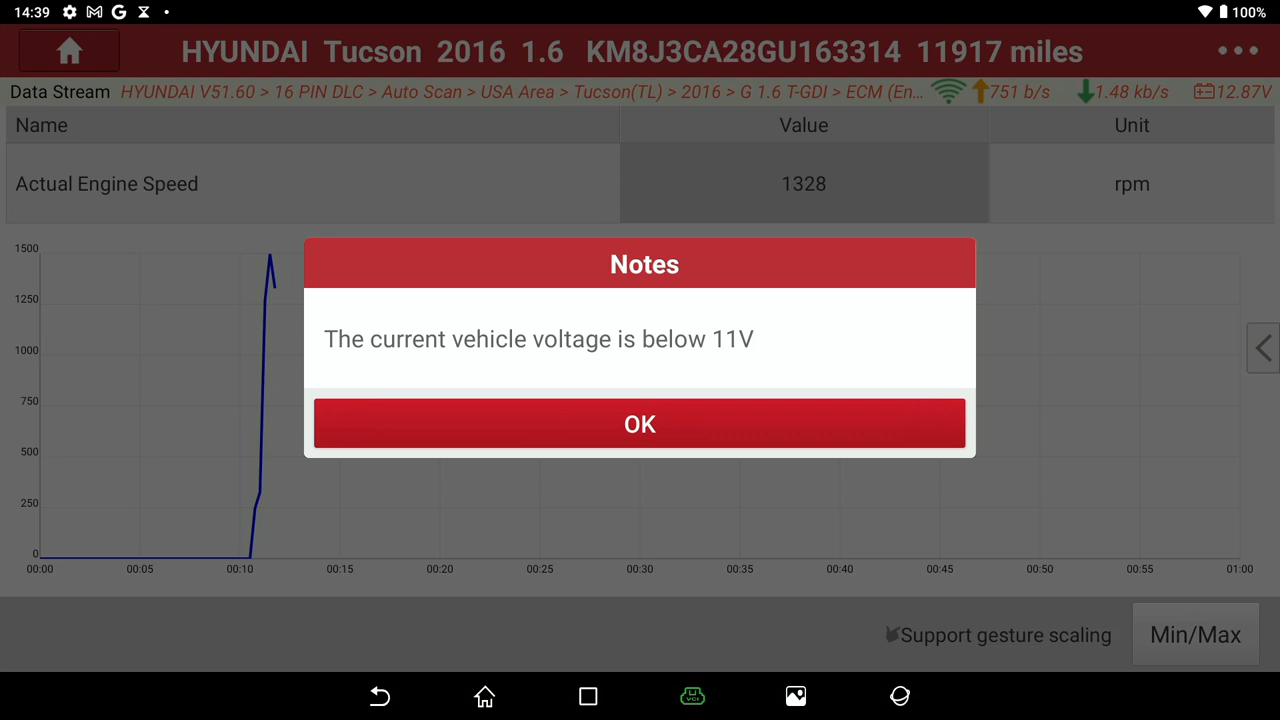 14:39 100%
HYUNDAI Tucson 2016 1.6 KM8J3CA28GU163314 11917 miles
Data Stream HYUNDAI V51.60 > 16 PIN DLC > Auto Scan > USA Area > Tucson(TL) > 2016 > G 1.6 T-GDI > ECM (En... 751 b/s 1.48 kb/s 12.87V
Name Value Unit
Actual Engine Speed 1328 rpm
Notes
The current vehicle voltage is below 11V
OK
1500
1250
1000
750
500
250
0
00:00 00:05 00:10 00:15 00:20 00:25 00:30 00:35 00:40 00:45 00:50 00:55 01:00
Support gesture scaling Min/Max
VCI